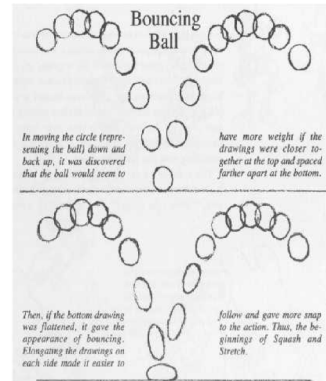 Bouncing
Ball
In moving the circle (repre-
senting the ball) down and
back up, it was discovered
that the ball would seem to
have more weight if the
drawings were closer to-
gether at the top and spaced
farther apart at the bottom.
Then, if the bottom drawing
was flattened, it gave the
appearance of bouncing.
Elongating the drawings on
each side made it easier to
follow and gave more snap
to the action. Thus, the be-
ginnings of Squash and
Stretch.